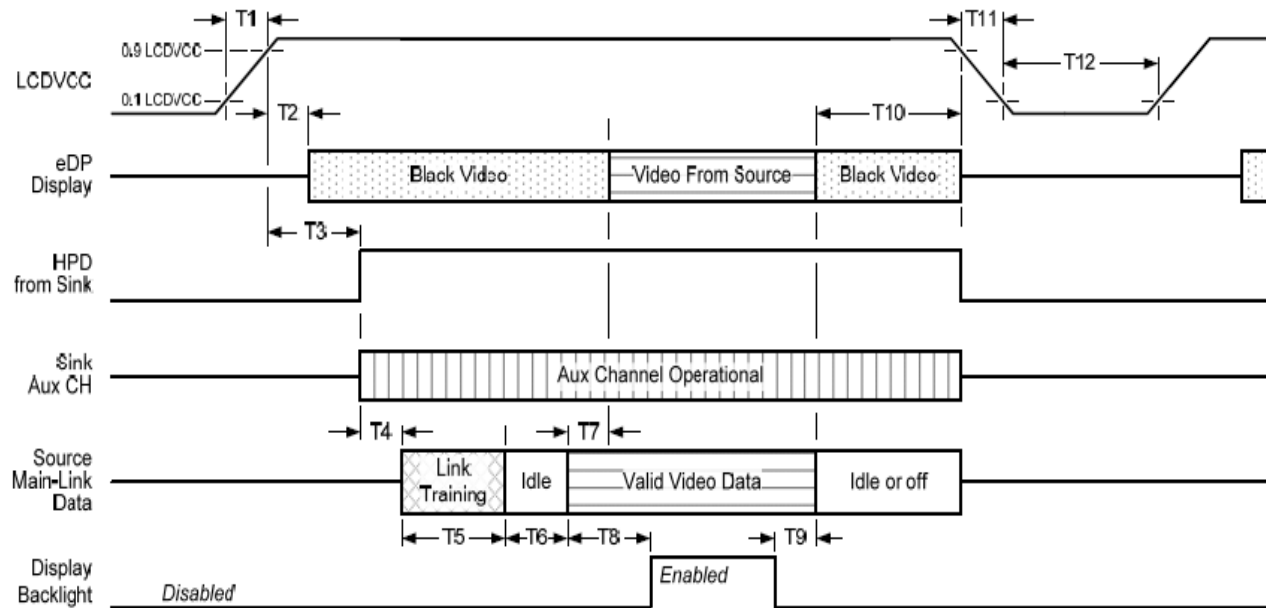 T1
T11
0.9 LCDVCC
LCDVCC
T12
0.1 LCDVCC
T2
T10
eDP
Display
Black Video
Video From Source
Black Video
T3
HPD
from Sink
Sink
Aux CH
Aux Channel Operational
T4
T7
Source
Main-Link
Data
Link
Training
Idle
Valid Video Data
Idle or off
T5
T6
T8
T9
Display
Backlight
Disabled
Enabled